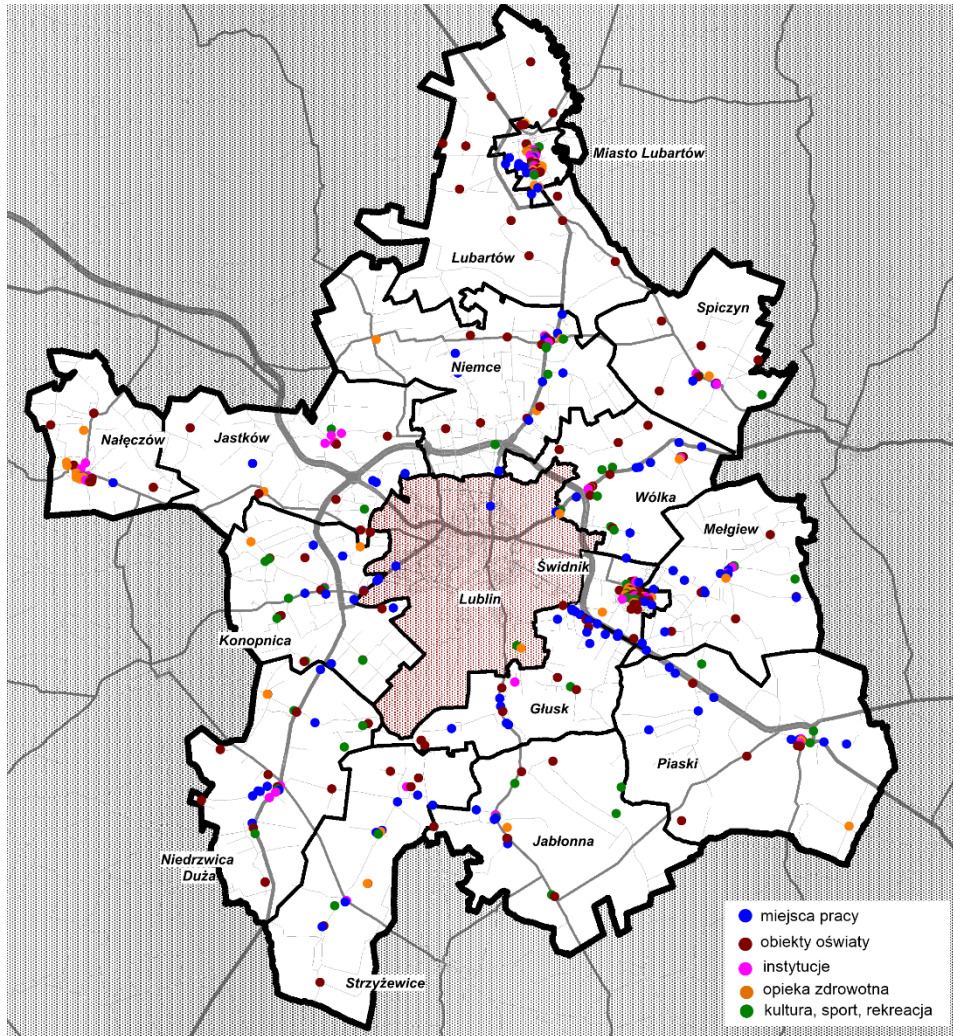 Miasto Lubartów
Lubartów
Spiczyn
Niemce
Nałęczów
Jastków
Wólka
Mełgiew
Świdnik
Lublin
Konopnica
Głusk
Piaski
Jabłonna
Niedrzwica
Duża
Strzyżewice
miejsca pracy
obiekty oświaty
instytucje
opieka zdrowotna
kultura, sport, rekreacja